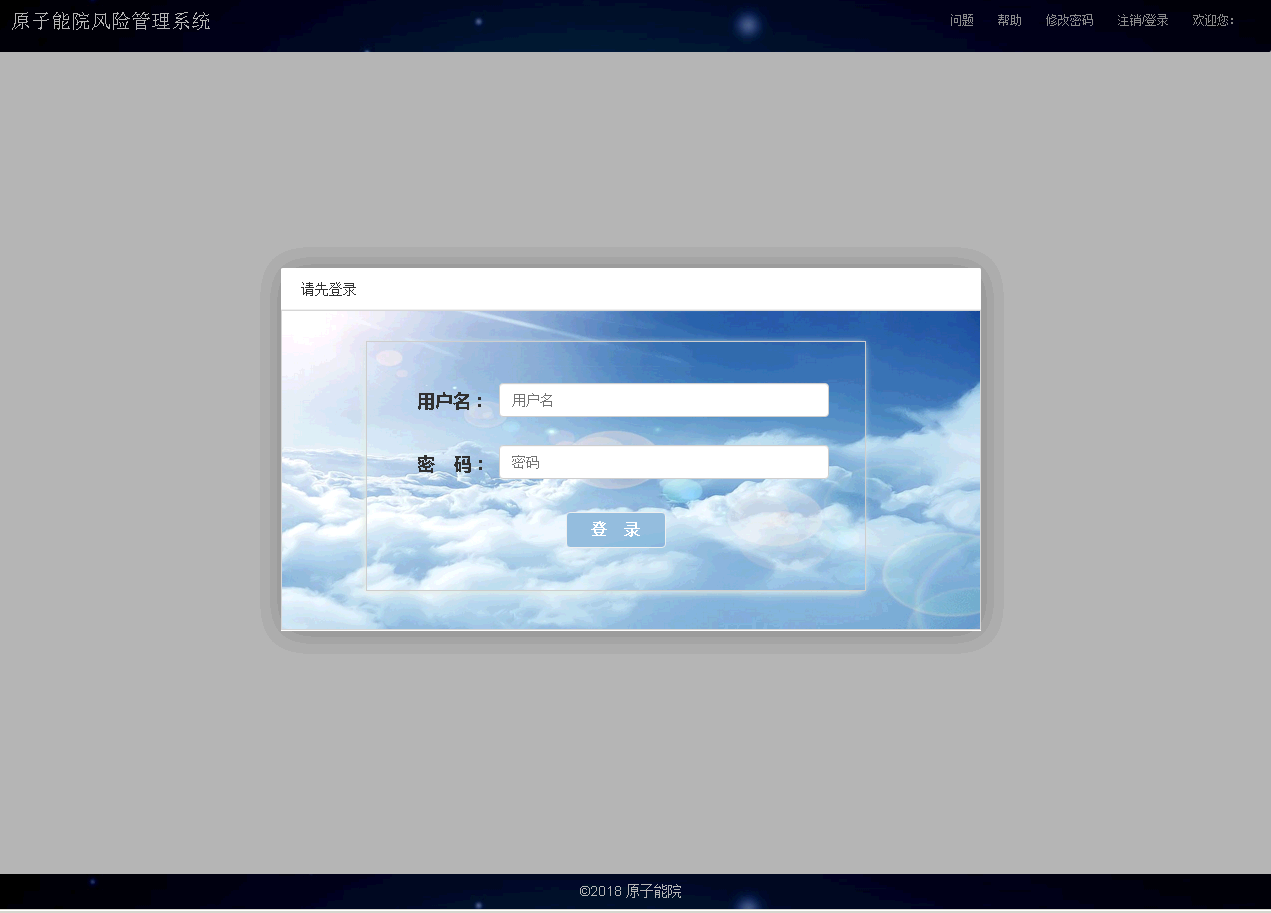 原子能院风险管理系统
问题 帮助 修改密码 注销/登录 欢迎您:
请先登录
用户名： 用户名
密 码： 密码
登 录
©2018 原子能院